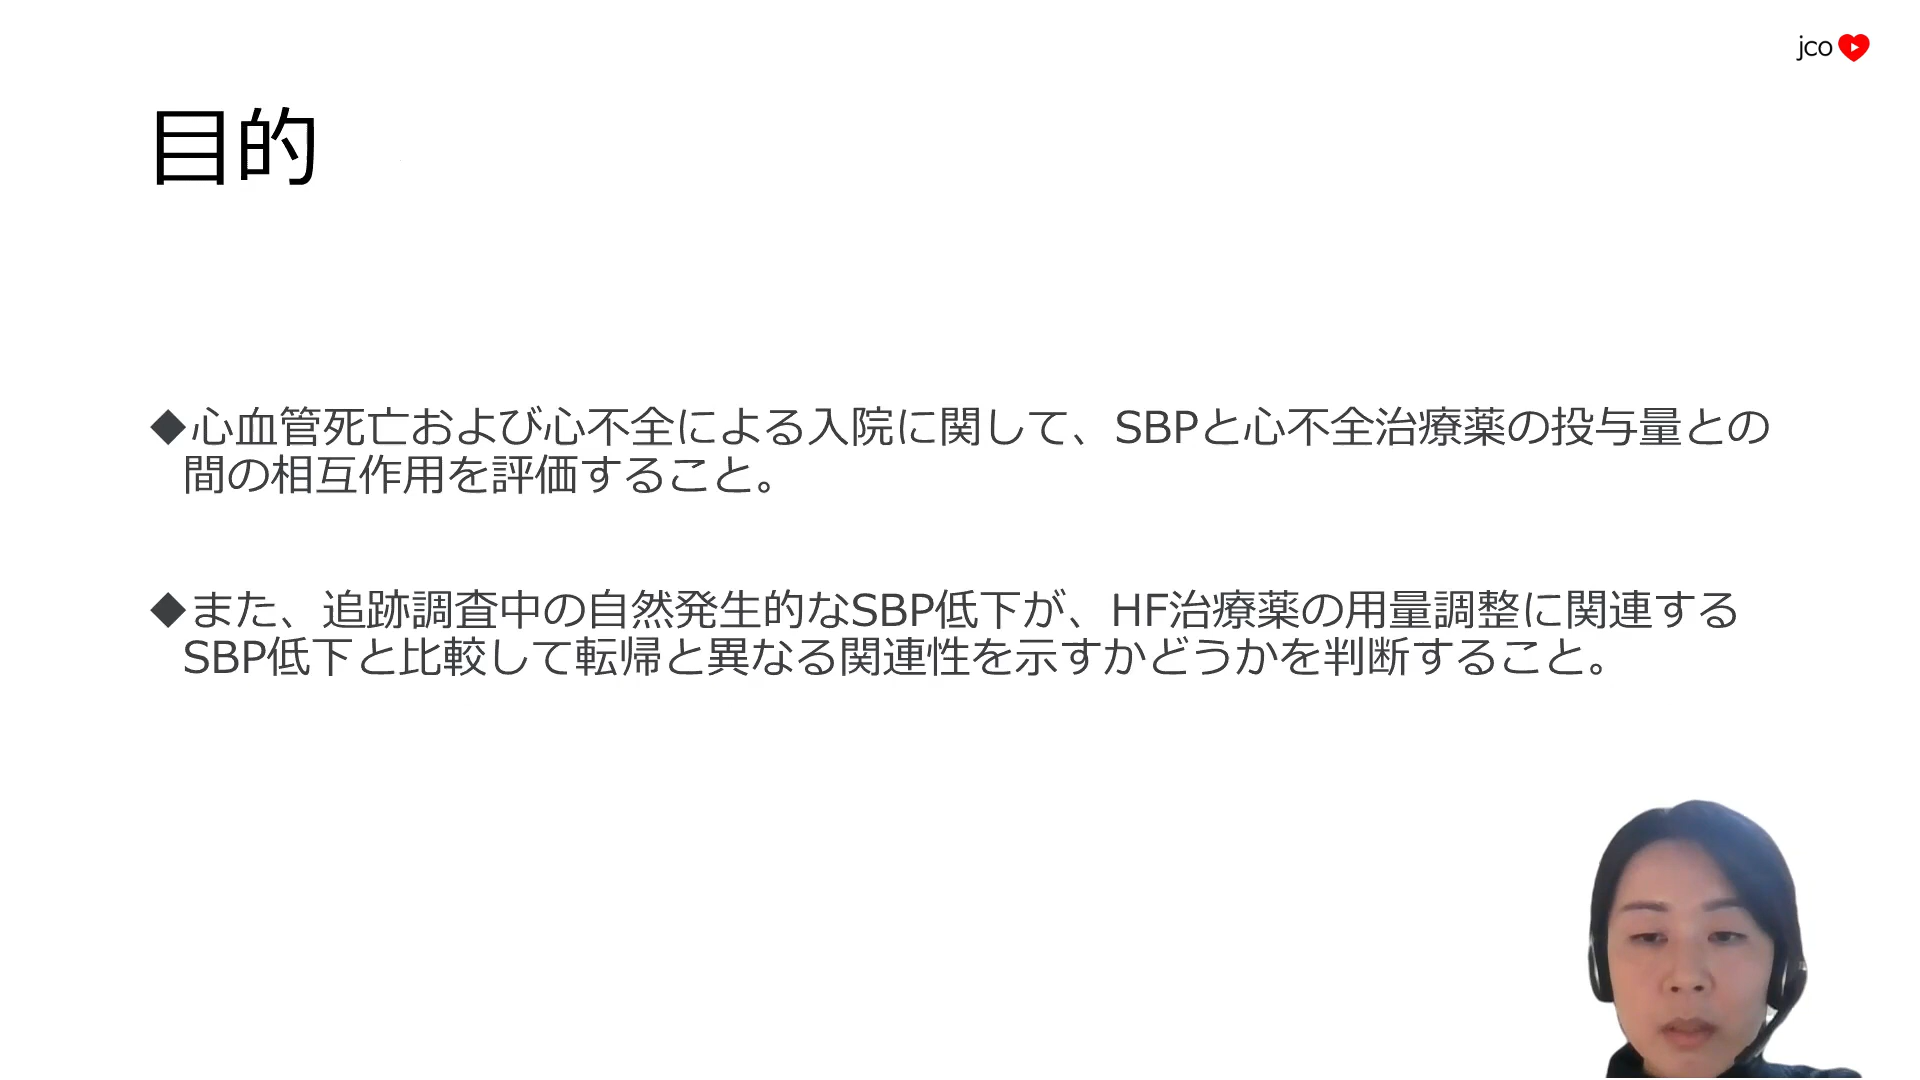 jco
目的
◆心血管死亡および心不全による入院に関して、SBPと心不全治療薬の投与量との
間の相互作用を評価すること。
◆また、追跡調査中の自然発生的なSBP低下が、HF治療薬の用量調整に関連する
SBP低下と比較して転帰と異なる関連性を示すかどうかを判断すること。